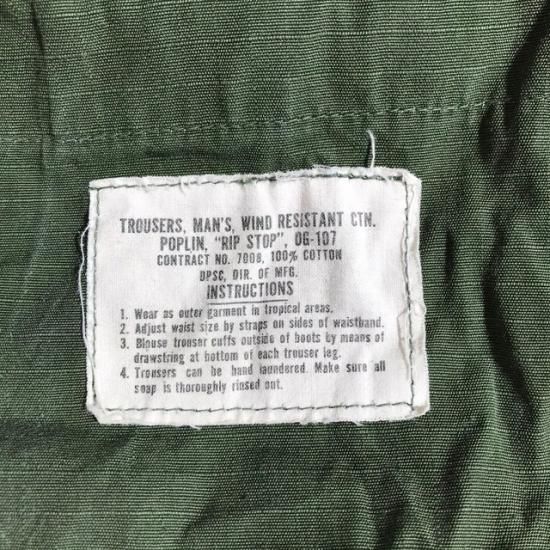 TROUSERS, MAN'S, WIND RESISTANT CTN.
POPLIN, "RIP STOP", OG-107
CONTRACT NO. 7008, 100% COTTON
DPSC, DIR. OF MFG.
INSTRUCTIONS
1. Wear as outer garment in tropical areas.
2. Adjust waist size by straps on sides of waistband.
3. Blouse trouser cuffs outside of boots by means of
drawstring at bottom of each trouser leg.
4. Trousers can be hand laundered. Make sure all
soap is thoroughly rinsed out.